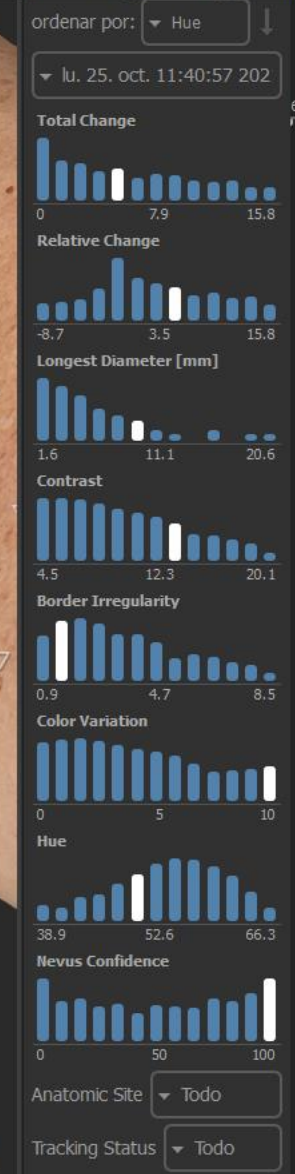 ordenar por: Hue
lu. 25. oct. 11:40:57 202
Total Change
0 7.9 15.8
Relative Change
-8.7 3.5 15.8
Longest Diameter [mm]
1.6 11.1 20.6
Contrast
4.5 12.3 20.1
Border Irregularity
0.9 4.7 8.5
Color Variation
0 5 10
Hue
38.9 52.6 66.3
Nevus Confidence
0 50 100
Anatomic Site Todo
Tracking Status Todo